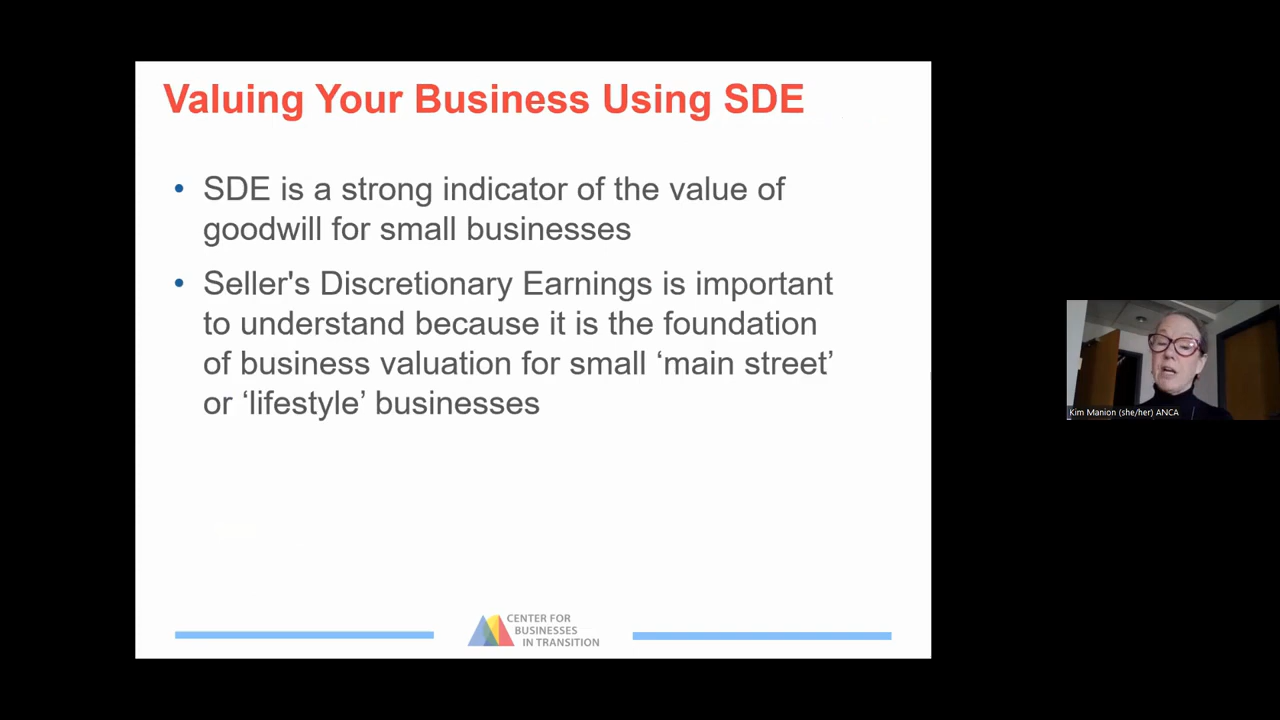 Valuing Your Business Using SDE
• SDE is a strong indicator of the value of
goodwill for small businesses
• Seller's Discretionary Earnings is important
to understand because it is the foundation
of business valuation for small ‘main street’
or ‘lifestyle’ businesses
CENTER FOR
BUSINESSES
IN TRANSITION
Kim Manion (she/her) ANCA